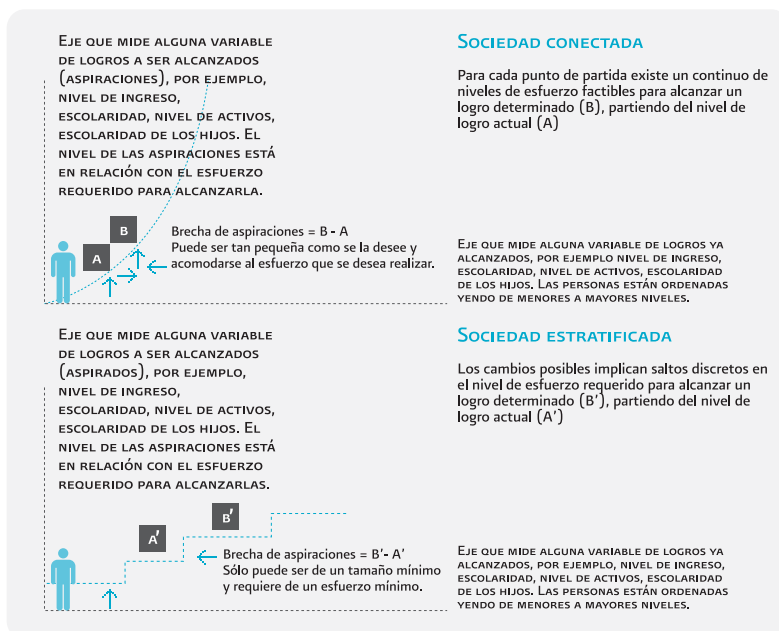 EJE QUE MIDE ALGUNA VARIABLE
DE LOGROS A SER ALCANZADOS
(ASPIRACIONES), POR EJEMPLO,
NIVEL DE INGRESO,
ESCOLARIDAD, NIVEL DE ACTIVOS,
ESCOLARIDAD DE LOS HIJOS. EL
NIVEL DE LAS ASPIRACIONES ESTÁ
EN RELACIÓN CON EL ESFUERZO
REQUERIDO PARA ALCANZARLA.
SOCIEDAD CONECTADA
Para cada punto de partida existe un continuo de
niveles de esfuerzo factibles para alcanzar un
logro determinado (B), partiendo del nivel de
logro actual (A)
B
A
Brecha de aspiraciones = B - A
Puede ser tan pequeña como se la desee y
acomodarse al esfuerzo que se desea realizar.
EJE QUE MIDE ALGUNA VARIABLE DE LOGROS YA
ALCANZADOS, POR EJEMPLO NIVEL DE INGRESO,
ESCOLARIDAD, NIVEL DE ACTIVOS, ESCOLARIDAD
DE LOS HIJOS. LAS PERSONAS ESTÁN ORDENADAS
YENDO DE MENORES A MAYORES NIVELES.
EJE QUE MIDE ALGUNA VARIABLE
DE LOGROS A SER ALCANZADOS
(ASPIRADOS), POR EJEMPLO,
NIVEL DE INGRESO,
ESCOLARIDAD, NIVEL DE ACTIVOS,
ESCOLARIDAD DE LOS HIJOS. EL
NIVEL DE LAS ASPIRACIONES ESTÁ
EN RELACIÓN CON EL ESFUERZO
REQUERIDO PARA ALCANZARLAS.
SOCIEDAD ESTRATIFICADA
Los cambios posibles implican saltos discretos en
el nivel de esfuerzo requerido para alcanzar un
logro determinado (B'), partiendo del nivel de
logro actual (A')
B'
A'
Brecha de aspiraciones = B'- A'
Sólo puede ser de un tamaño mínimo
y requiere de un esfuerzo mínimo.
EJE QUE MIDE ALGUNA VARIABLE DE LOGROS YA
ALCANZADOS, POR EJEMPLO, NIVEL DE INGRESO,
ESCOLARIDAD, NIVEL DE ACTIVOS, ESCOLARIDAD
DE LOS HIJOS. LAS PERSONAS ESTÁN ORDENADAS
YENDO DE MENORES A MAYORES NIVELES.